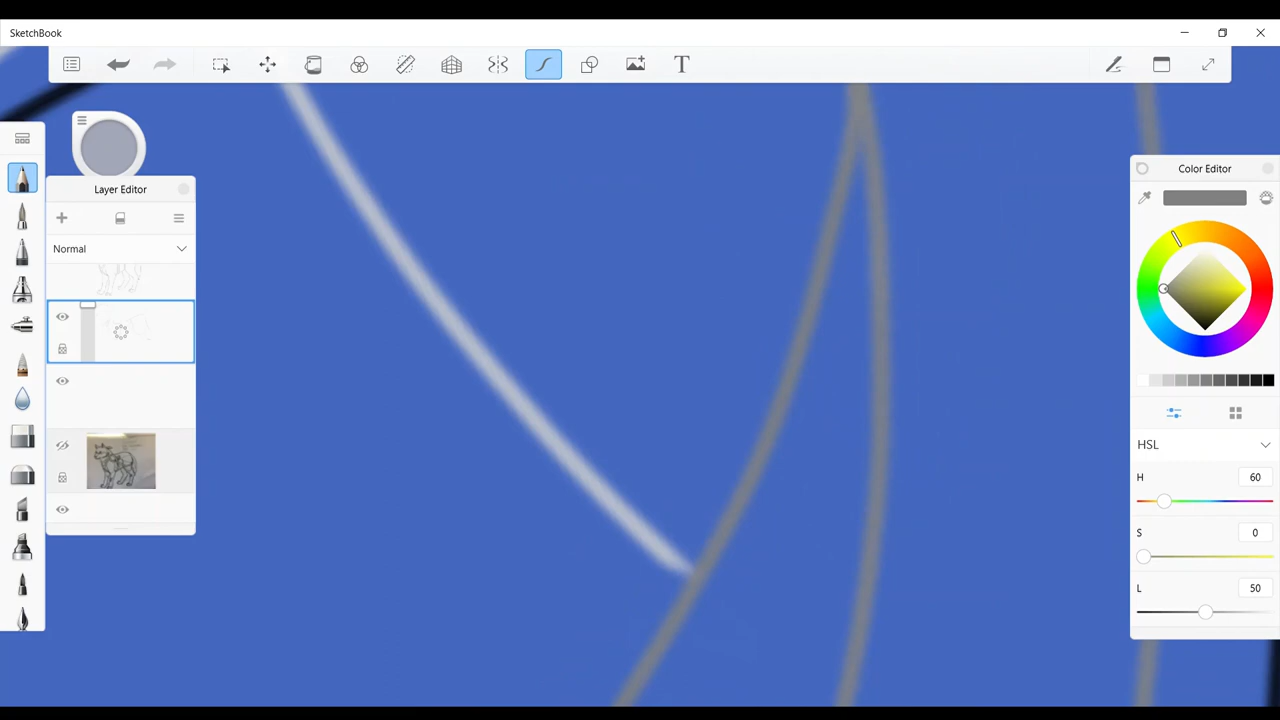 SketchBook
T
Layer Editor
Normal
Color Editor
HSL
H 60
S 0
L 50